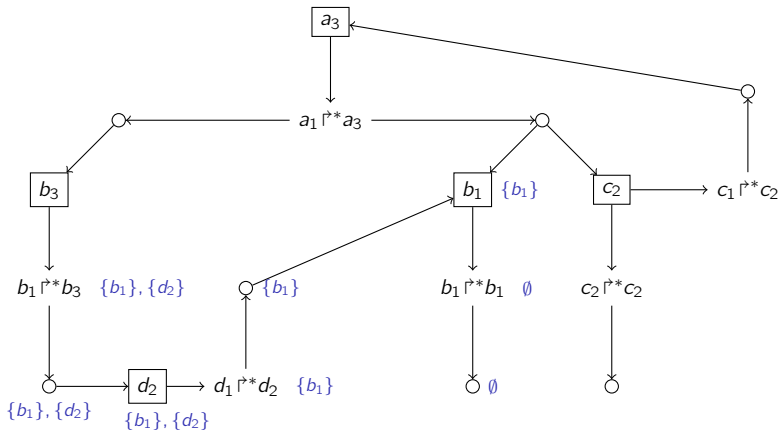 a₃
a₁ ↱* a₃
b₃ b₁ {b₁} c₂ c₁ ↱* c₂
b₁ ↱* b₃ {b₁}, {d₂} {b₁} b₁ ↱* b₁ ∅ c₂ ↱* c₂
d₂ d₁ ↱* d₂ {b₁} ∅
{b₁}, {d₂} {b₁}, {d₂}